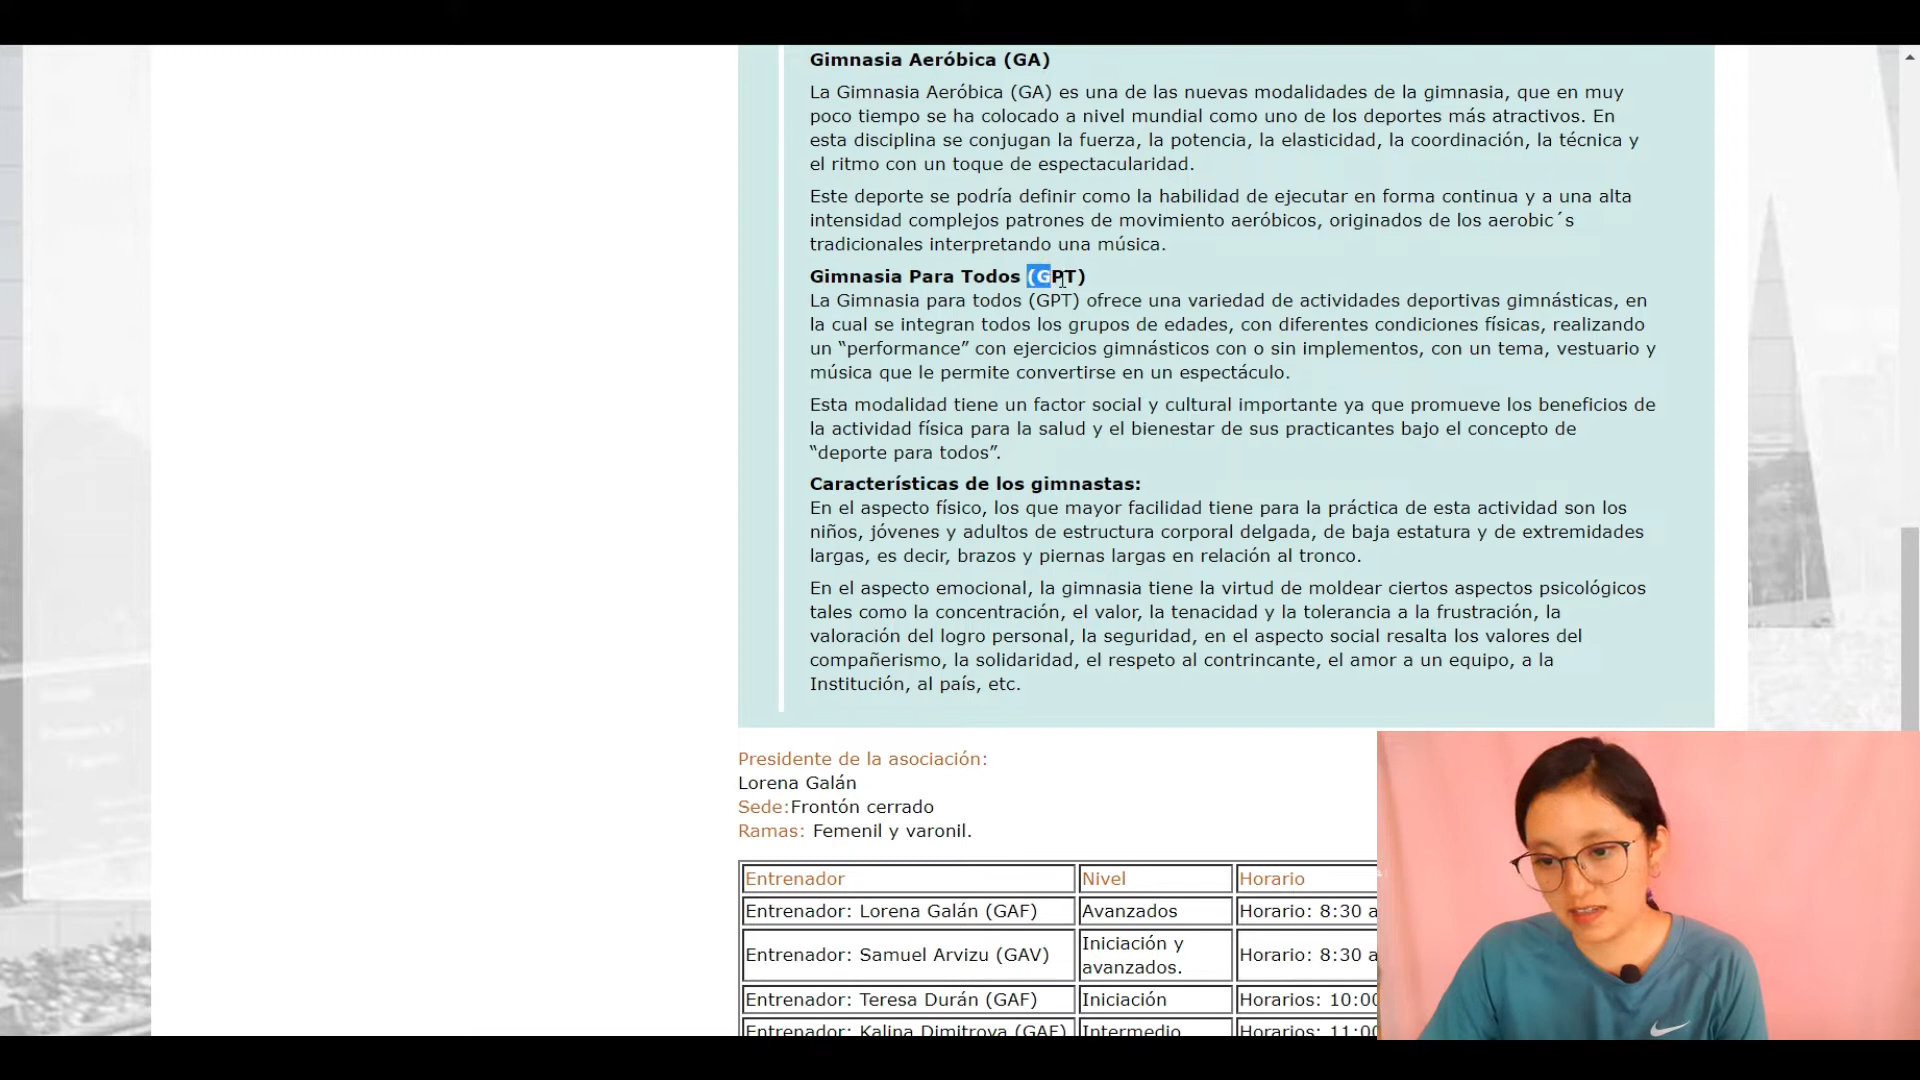 Gimnasia Aeróbica (GA)
La Gimnasia Aeróbica (GA) es una de las nuevas modalidades de la gimnasia, que en muy
poco tiempo se ha colocado a nivel mundial como uno de los deportes más atractivos. En
esta disciplina se conjugan la fuerza, la potencia, la elasticidad, la coordinación, la técnica y
el ritmo con un toque de espectacularidad.
Este deporte se podría definir como la habilidad de ejecutar en forma continua y a una alta
intensidad complejos patrones de movimiento aeróbicos, originados de los aerobic´s
tradicionales interpretando una música.
Gimnasia Para Todos (GPT)
La Gimnasia para todos (GPT) ofrece una variedad de actividades deportivas gimnásticas, en
la cual se integran todos los grupos de edades, con diferentes condiciones físicas, realizando
un “performance” con ejercicios gimnásticos con o sin implementos, con un tema, vestuario y
música que le permite convertirse en un espectáculo.
Esta modalidad tiene un factor social y cultural importante ya que promueve los beneficios de
la actividad física para la salud y el bienestar de sus practicantes bajo el concepto de
“deporte para todos”.
Características de los gimnastas:
En el aspecto físico, los que mayor facilidad tiene para la práctica de esta actividad son los
niños, jóvenes y adultos de estructura corporal delgada, de baja estatura y de extremidades
largas, es decir, brazos y piernas largas en relación al tronco.
En el aspecto emocional, la gimnasia tiene la virtud de moldear ciertos aspectos psicológicos
tales como la concentración, el valor, la tenacidad y la tolerancia a la frustración, la
valoración del logro personal, la seguridad, en el aspecto social resalta los valores del
compañerismo, la solidaridad, el respeto al contrincante, el amor a un equipo, a la
Institución, al país, etc.
Presidente de la asociación:
Lorena Galán
Sede:Frontón cerrado
Ramas: Femenil y varonil.
Entrenador Nivel Horario
Entrenador: Lorena Galán (GAF) Avanzados Horario: 8:30 a
Entrenador: Samuel Arvizu (GAV) Iniciación y avanzados. Horario: 8:30 a
Entrenador: Teresa Durán (GAF) Iniciación Horarios: 10:00
Entrenador: Kalina Dimitrova (GAF) Intermedio Horarios: 11:00